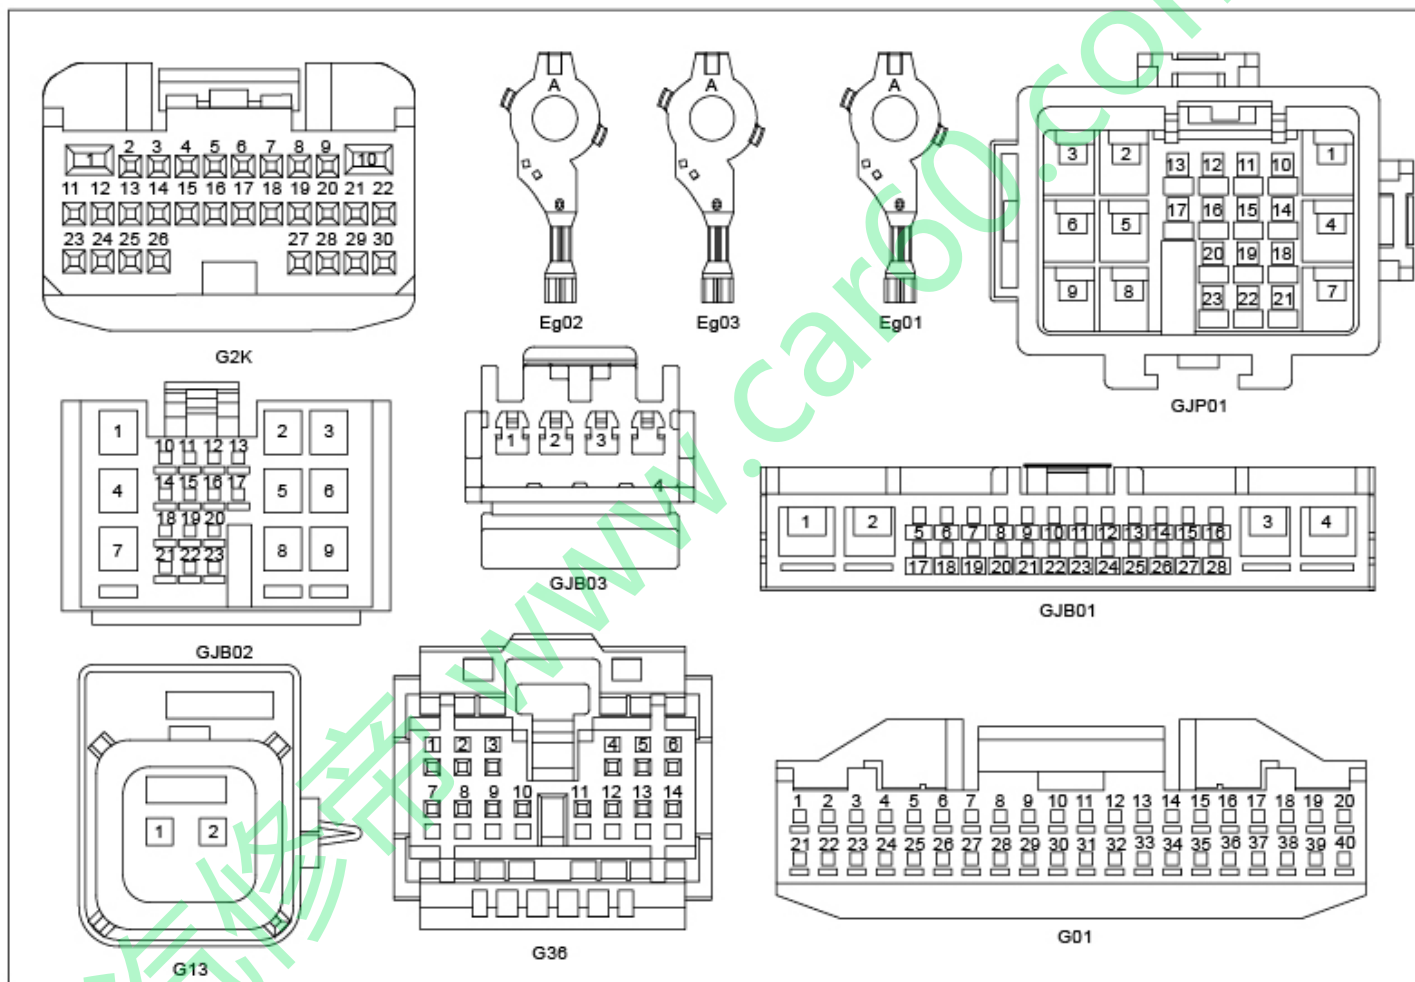 A A A
1 2 3 4 5 6 7 8 9 10
11 12 13 14 15 16 17 18 19 20 21 22
23 24 25 26 27 28 29 30
G2K
Eg02
Eg03
Eg01
3 2 13 12 11 10 1
6 5 17 16 15 14 4
20 19 18
9 8 23 22 21 7
GJP01
1 10 11 12 13 2 3
4 14 15 16 17 5 6
18 19 20
7 21 22 23 8 9
GJB02
1 2 3
4
GJB03
1 2 3 4
5 6 7 8 9 10 11 12 13 14 15 16
17 18 19 20 21 22 23 24 25 26 27 28
GJB01
1 2
G13
1 2 3 4 5 6
7 8 9 10 11 12 13 14
G36
1 2 3 4 5 6 7 8 9 10 11 12 13 14 15 16 17 18 19 20
21 22 23 24 25 26 27 28 29 30 31 32 33 34 35 36 37 38 39 40
G01
汽修帝 www.car60.com